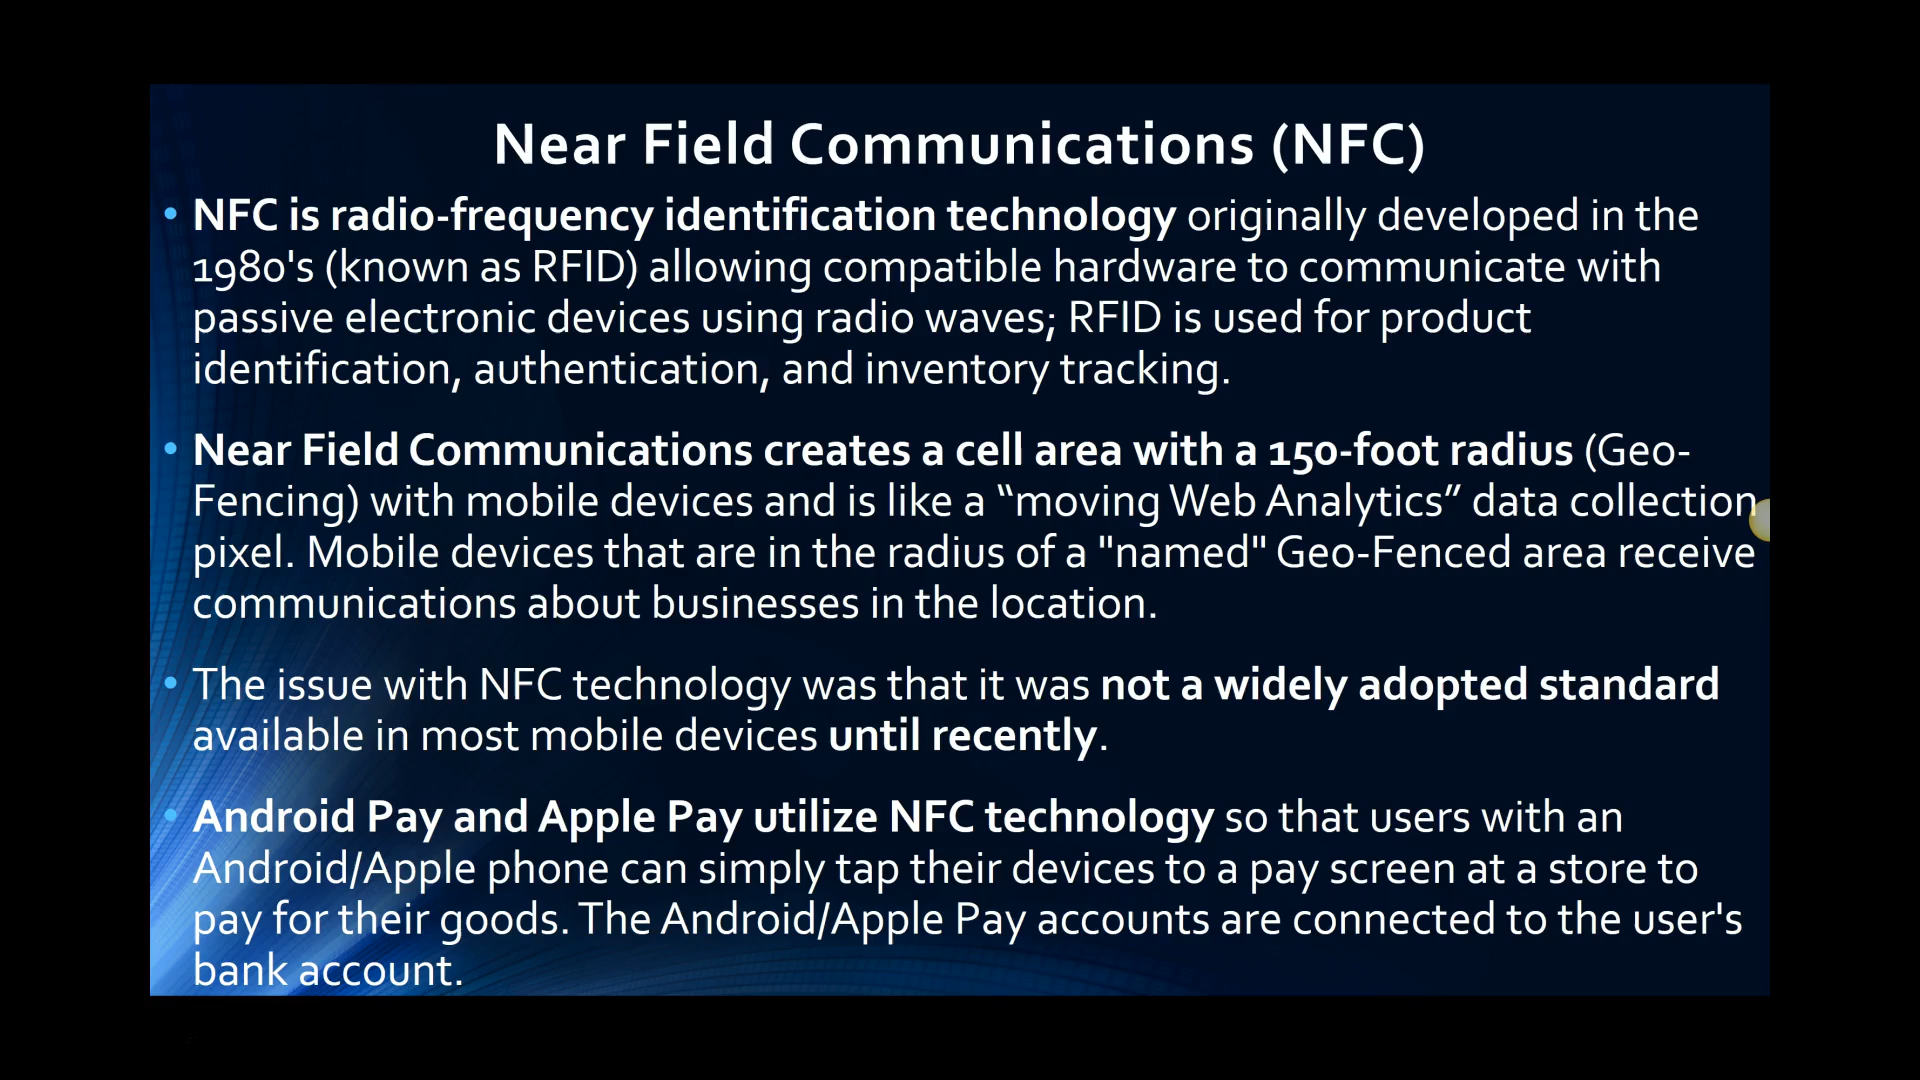 Near Field Communications (NFC)
• NFC is radio-frequency identification technology originally developed in the
1980's (known as RFID) allowing compatible hardware to communicate with
passive electronic devices using radio waves; RFID is used for product
identification, authentication, and inventory tracking.
• Near Field Communications creates a cell area with a 150-foot radius (Geo-
Fencing) with mobile devices and is like a “moving Web Analytics” data collection
pixel. Mobile devices that are in the radius of a "named" Geo-Fenced area receive
communications about businesses in the location.
• The issue with NFC technology was that it was not a widely adopted standard
available in most mobile devices until recently.
• Android Pay and Apple Pay utilize NFC technology so that users with an
Android/Apple phone can simply tap their devices to a pay screen at a store to
pay for their goods. The Android/Apple Pay accounts are connected to the user's
bank account.